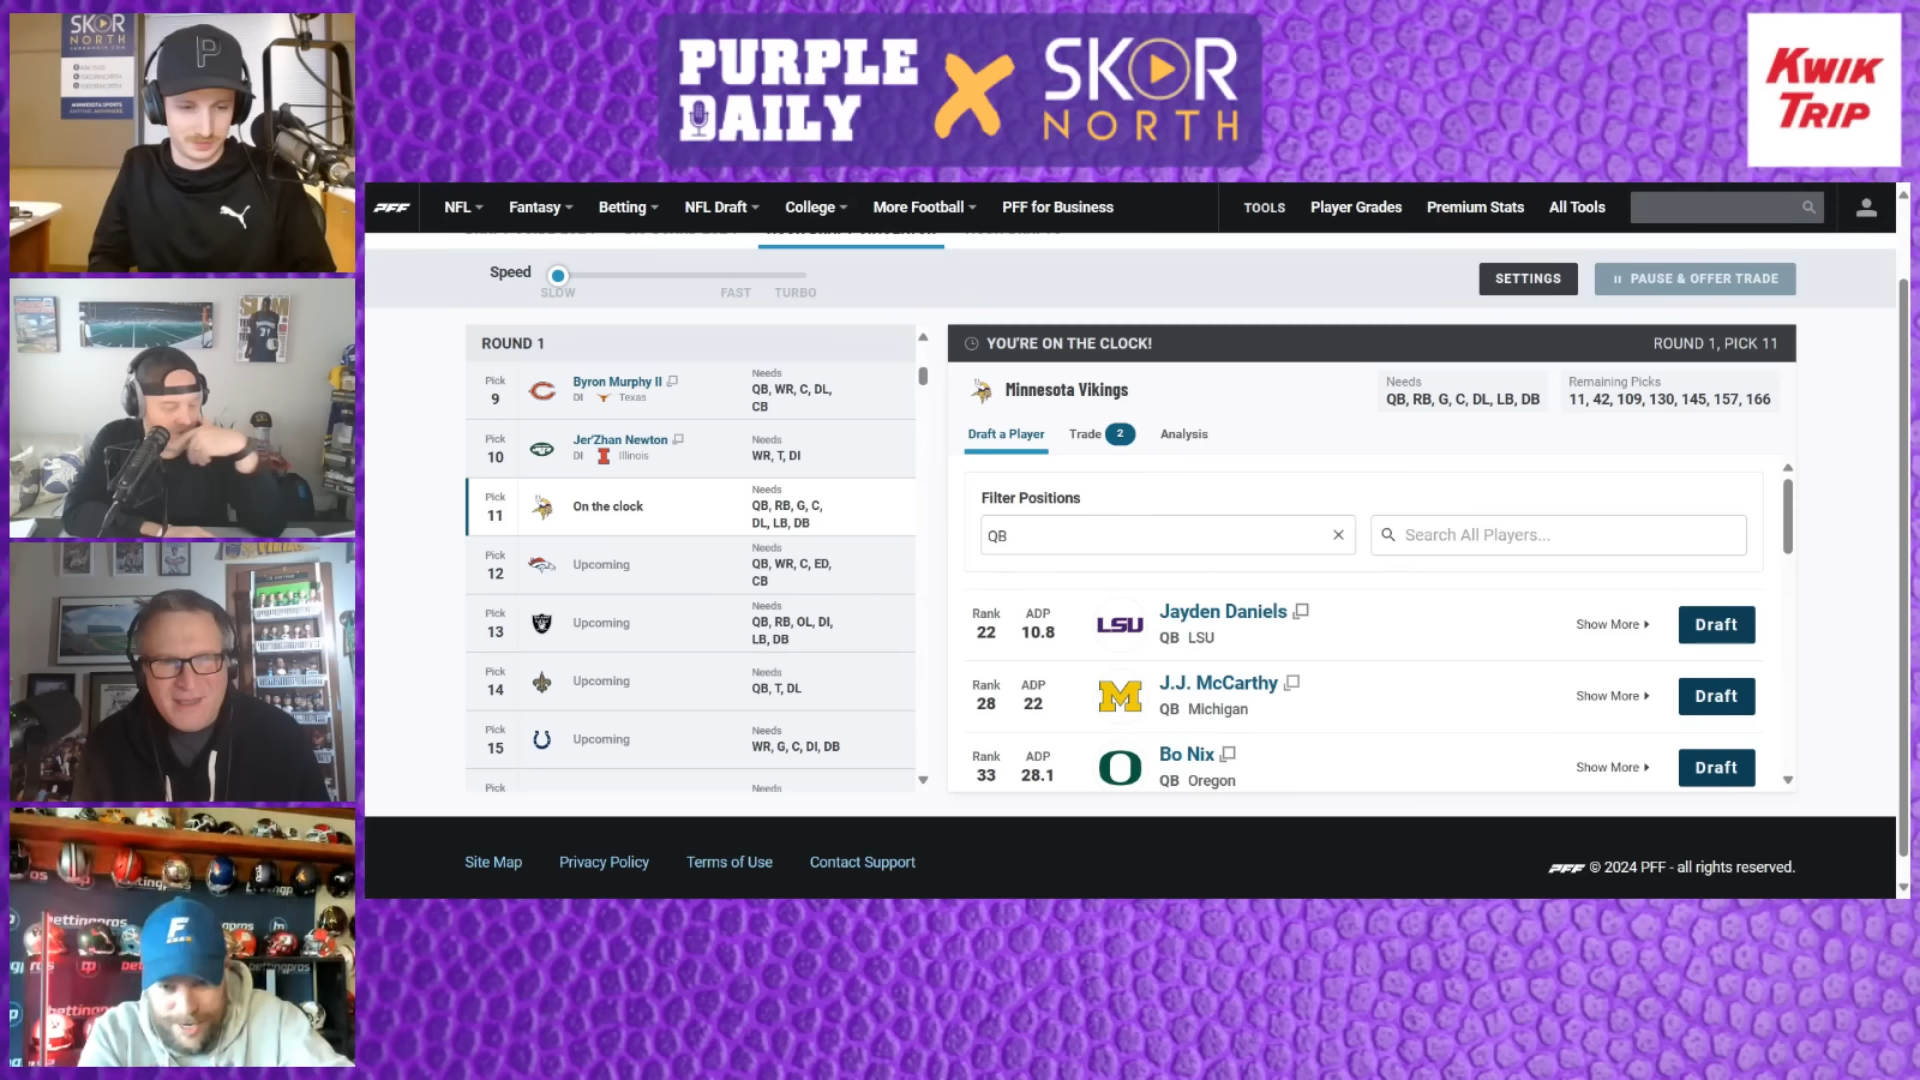 SKOR
NORTH
PURPLE
DAILY
X
SKOR
NORTH
KWIK
TRIP
PFF
NFL
Fantasy
Betting
NFL Draft
College
More Football
PFF for Business
TOOLS
Player Grades
Premium Stats
All Tools
Speed
SLOW
FAST
TURBO
SETTINGS
PAUSE & OFFER TRADE
ROUND 1
Pick
9
Byron Murphy II
DI Texas
Needs
QB, WR, C, DL,
CB
Pick
10
Jer'Zhan Newton
DI Illinois
Needs
WR, T, DI
Pick
11
On the clock
Needs
QB, RB, G, C,
DL, LB, DB
Pick
12
Upcoming
Needs
QB, WR, C, ED,
CB
Pick
13
Upcoming
Needs
QB, RB, OL, DI,
LB, DB
Pick
14
Upcoming
Needs
QB, T, DL
Pick
15
Upcoming
Needs
WR, G, C, DI, DB
Pick
Needs
YOU'RE ON THE CLOCK!
ROUND 1, PICK 11
Minnesota Vikings
Needs
QB, RB, G, C, DL, LB, DB
Remaining Picks
11, 42, 109, 130, 145, 157, 166
Draft a Player
Trade 2
Analysis
Filter Positions
QB
Search All Players...
Rank
22
ADP
10.8
LSU
Jayden Daniels
QB LSU
Show More
Draft
Rank
28
ADP
22
M
J.J. McCarthy
QB Michigan
Show More
Draft
Rank
33
ADP
28.1
O
Bo Nix
QB Oregon
Show More
Draft
Site Map
Privacy Policy
Terms of Use
Contact Support
PFF © 2024 PFF - all rights reserved.
bettingpros